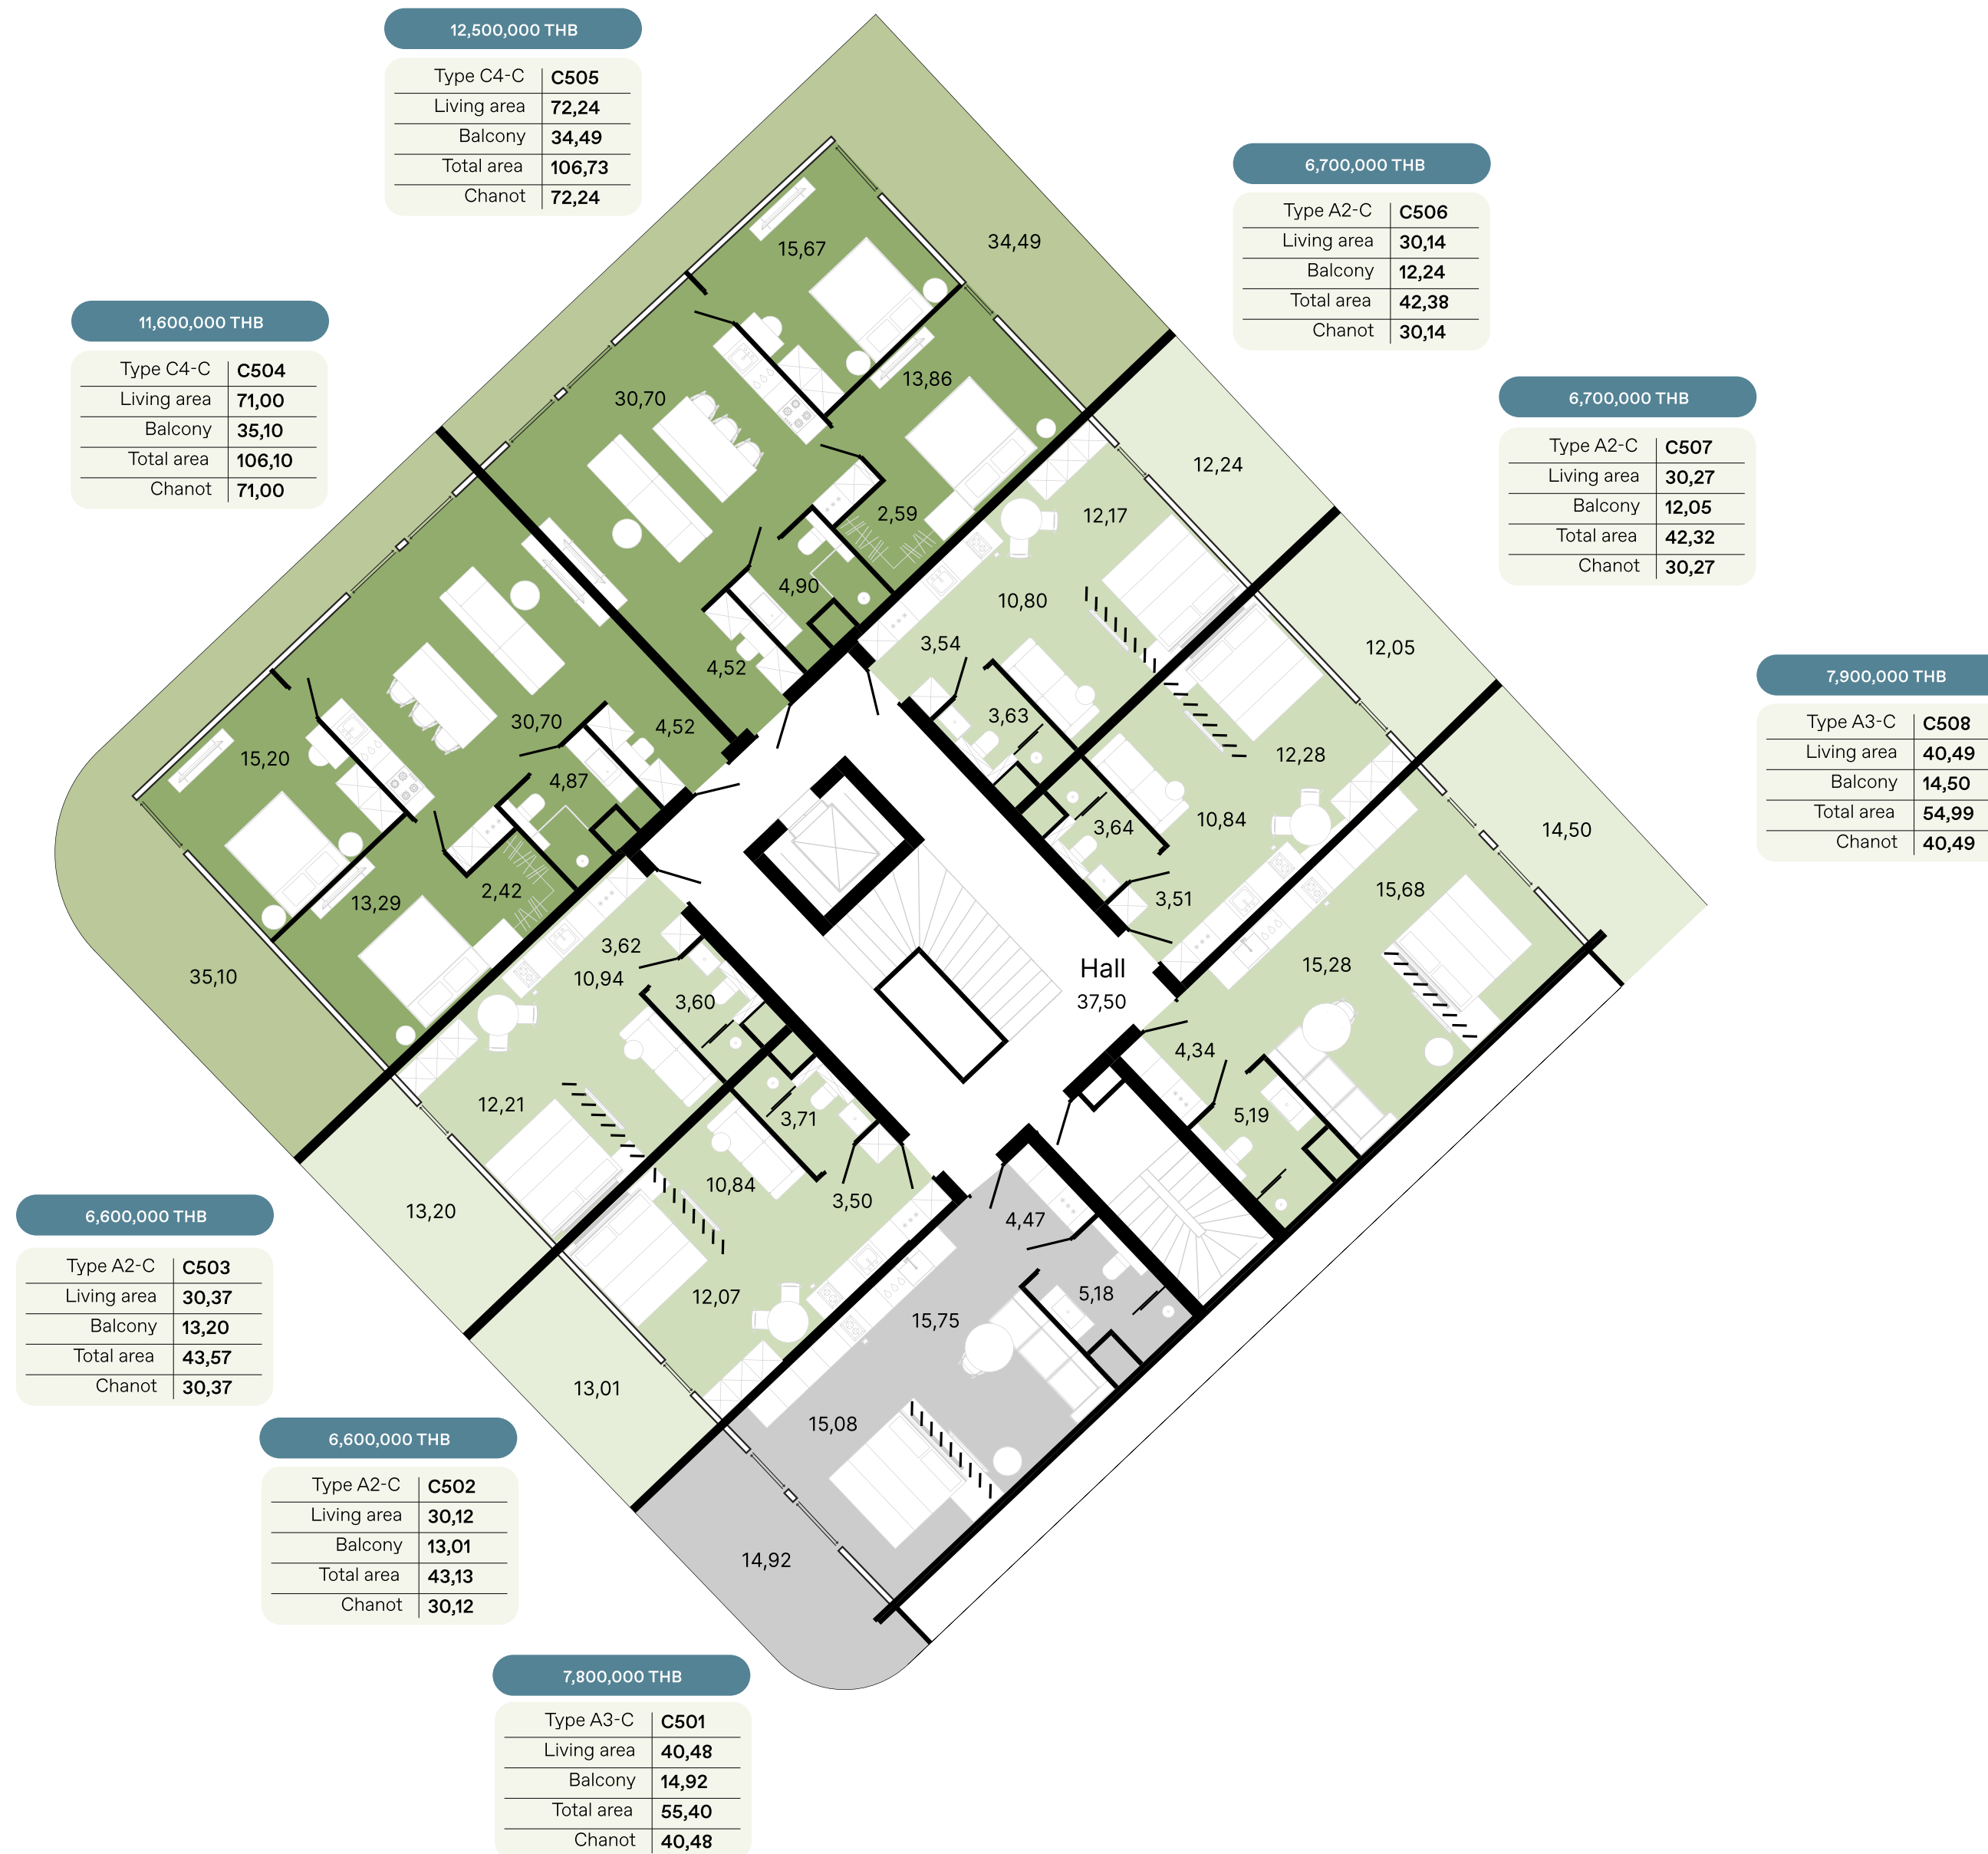 12,500,000 THB
Type C4-C C505
Living area 72,24
Balcony 34,49
Total area 106,73
Chanot 72,24
6,700,000 THB
Type A2-C C506
Living area 30,14
Balcony 12,24
Total area 42,38
Chanot 30,14
11,600,000 THB
Type C4-C C504
Living area 71,00
Balcony 35,10
Total area 106,10
Chanot 71,00
6,700,000 THB
Type A2-C C507
Living area 30,27
Balcony 12,05
Total area 42,32
Chanot 30,27
7,900,000 THB
Type A3-C C508
Living area 40,49
Balcony 14,50
Total area 54,99
Chanot 40,49
15,67
34,49
13,86
30,70
2,59
4,90
4,52
12,24
12,17
10,80
3,54
3,63
12,05
12,28
10,84
3,64
3,51
14,50
15,68
15,28
4,34
5,19
30,70
4,52
15,20
4,87
13,29
2,42
35,10
3,62
10,94
3,60
12,21
13,20
3,71
10,84
3,50
12,07
13,01
Hall
37,50
4,47
5,18
15,75
15,08
14,92
6,600,000 THB
Type A2-C C503
Living area 30,37
Balcony 13,20
Total area 43,57
Chanot 30,37
6,600,000 THB
Type A2-C C502
Living area 30,12
Balcony 13,01
Total area 43,13
Chanot 30,12
7,800,000 THB
Type A3-C C501
Living area 40,48
Balcony 14,92
Total area 55,40
Chanot 40,48